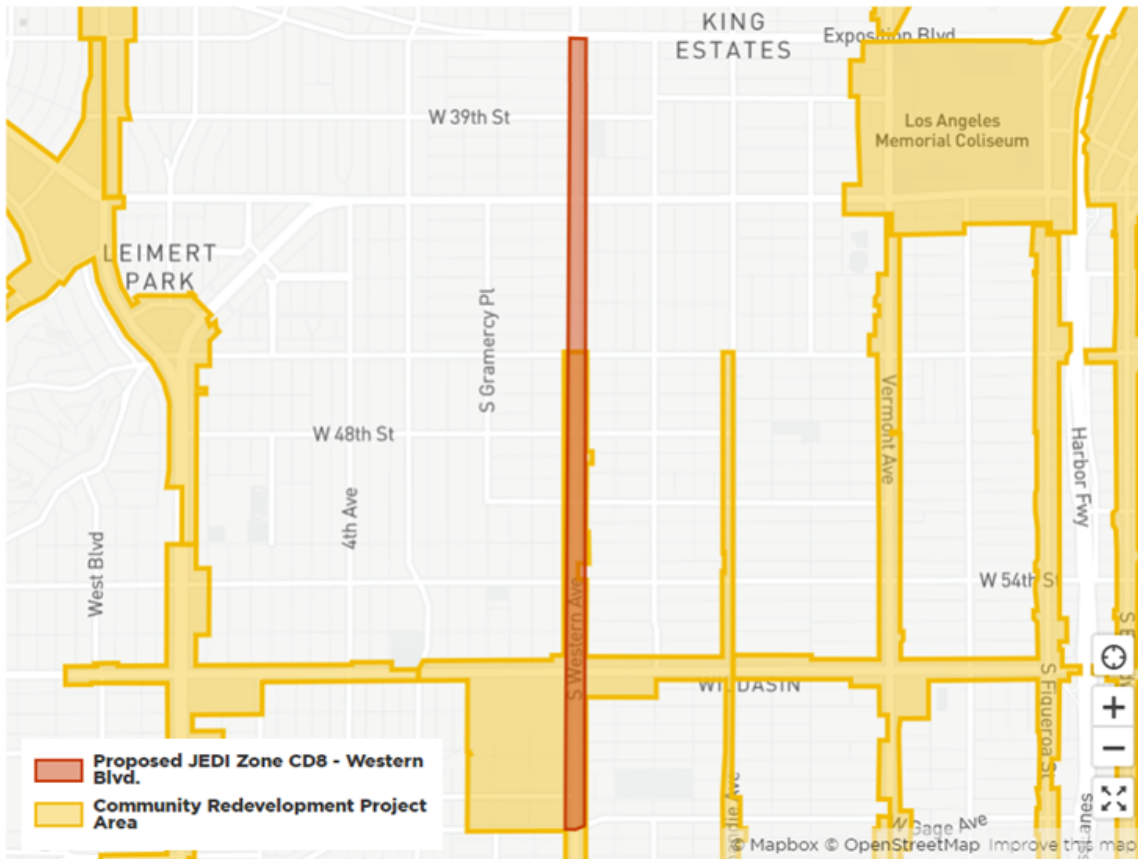 KING
ESTATES
Exposition Blvd
W 39th St
Los Angeles
Memorial Coliseum
LEIMERT
PARK
S Gramercy Pl
Vermont Ave
W 48th St
Harbor Fwy
4th Ave
West Blvd
W 54th St
S Western Ave
S Figueroa St
Proposed JEDI Zone CD8 - Western
Blvd.
Community Redevelopment Project
Area
W Gage Ave
© Mapbox © OpenStreetMap Improve this map